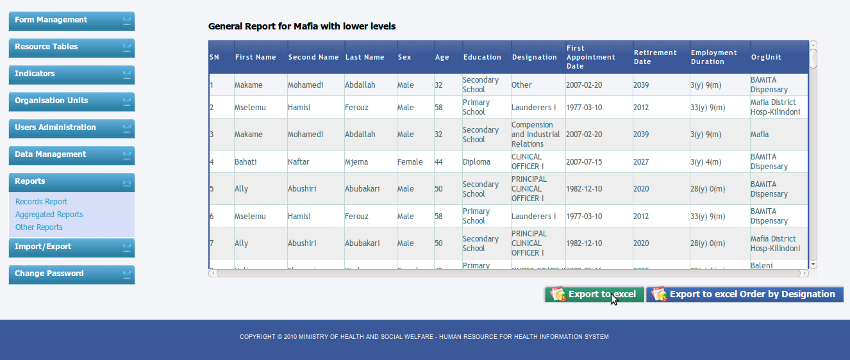 Form Management
Resource Tables
Indicators
Organisation Units
Users Administration
Data Management
Reports
Records Report
Aggregated Reports
Other Reports
Import/Export
Change Password
General Report for Mafia with lower levels
SN First Name Second Name Last Name Sex Age Education Designation First Appointment Date Retirement Date Employment Duration OrgUnit
1 Makame Mohamedi Abdallah Male 32 Secondary School Other 2007-02-20 2039 3(y) 9(m) BAMITA Dispensary
2 Mselemu Hamisi Ferouz Male 58 Primary School Launderers I 1977-03-10 2012 33(y) 9(m) Mafia District Hosp-Kilindoni
3 Makame Mohamedi Abdallah Male 32 Secondary School Compension and Industrial Relations 2007-02-20 2039 3(y) 9(m) Mafia
4 Bahati Naftar Mjema Female 44 Diploma CLINICAL OFFICER I 2007-07-15 2027 3(y) 4(m) BAMITA Dispensary
5 Ally Abushiri Abubakari Male 50 Secondary School PRINCIPAL CLINICAL OFFICER I 1982-12-10 2020 28(y) 0(m) BAMITA Dispensary
6 Mselemu Hamisi Ferouz Male 58 Primary School Launderers I 1977-03-10 2012 33(y) 9(m) BAMITA Dispensary
7 Ally Abushiri Abubakari Male 50 Secondary School PRINCIPAL CLINICAL OFFICER I 1982-12-10 2020 28(y) 0(m) Mafia District Hosp-Kilindoni
Primary Baleni
Export to excel Export to excel Order by Designation
COPYRIGHT © 2010 MINISTRY OF HEALTH AND SOCIAL WELFARE - HUMAN RESOURCE FOR HEALTH INFORMATION SYSTEM